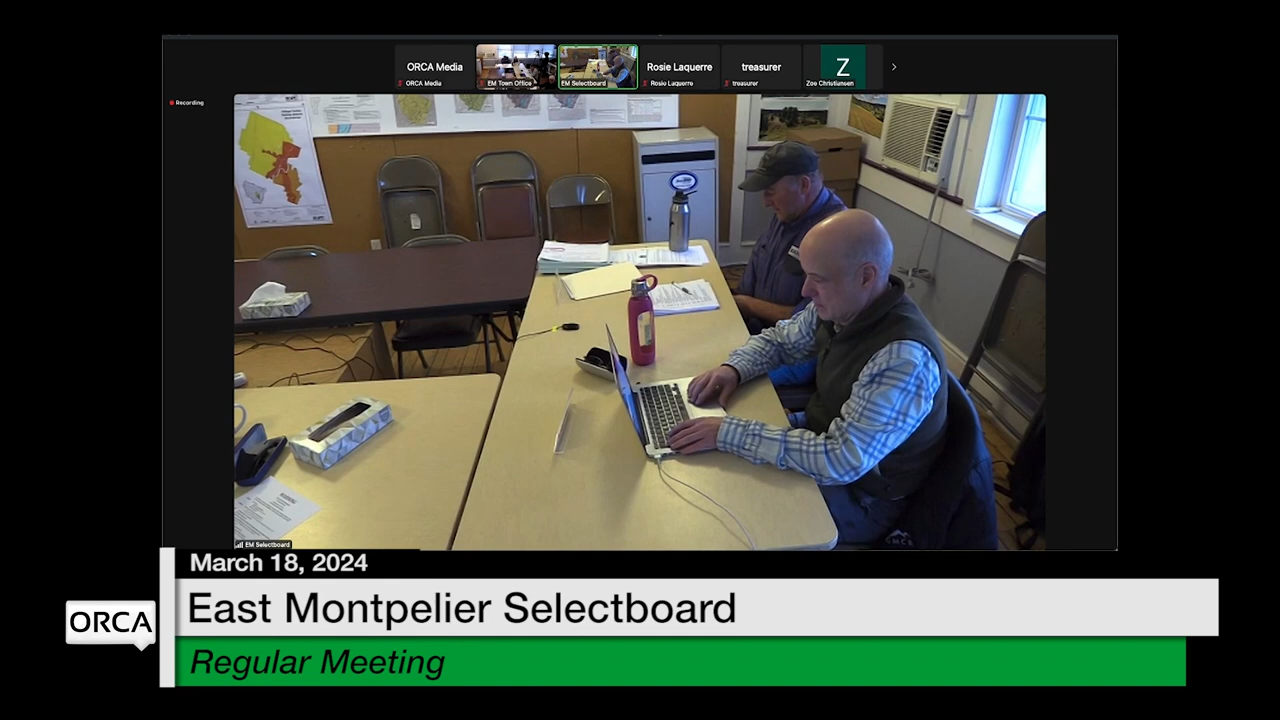 ORCA Media
Rosie Laquerre
treasurer
Z
ORCA Media
EM Town Office
EM Selectboard
Rosie Laquerre
treasurer
Zoe Christiansen
Recording
EM Selectboard
March 18, 2024
East Montpelier Selectboard
ORCA
Regular Meeting